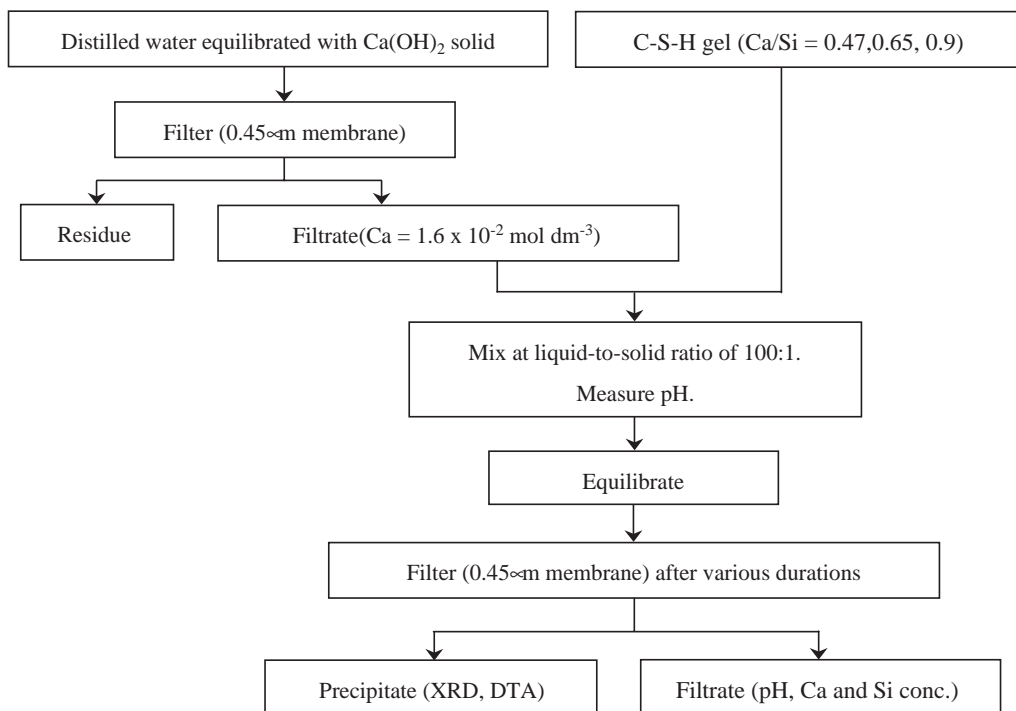 Distilled water equilibrated with Ca(OH)₂ solid
C-S-H gel (Ca/Si = 0.47,0.65, 0.9)
Filter (0.45∝m membrane)
Residue
Filtrate(Ca = 1.6 x 10⁻² mol dm⁻³)
Mix at liquid-to-solid ratio of 100:1.
Measure pH.
Equilibrate
Filter (0.45∝m membrane) after various durations
Precipitate (XRD, DTA)
Filtrate (pH, Ca and Si conc.)